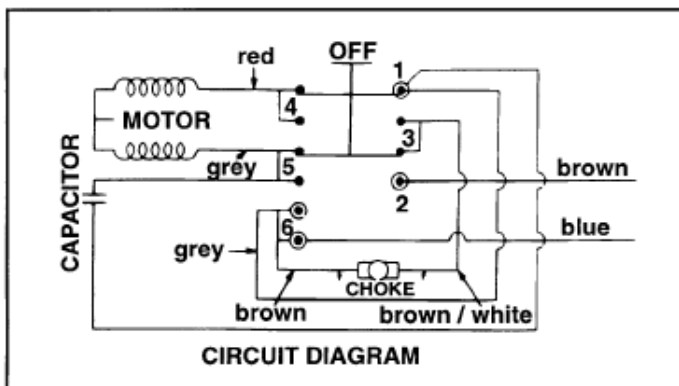 OFF
red
1
4
MOTOR
3
grey
5
CAPACITOR
brown
2
blue
6
grey
CHOKE
brown
brown / white
CIRCUIT DIAGRAM